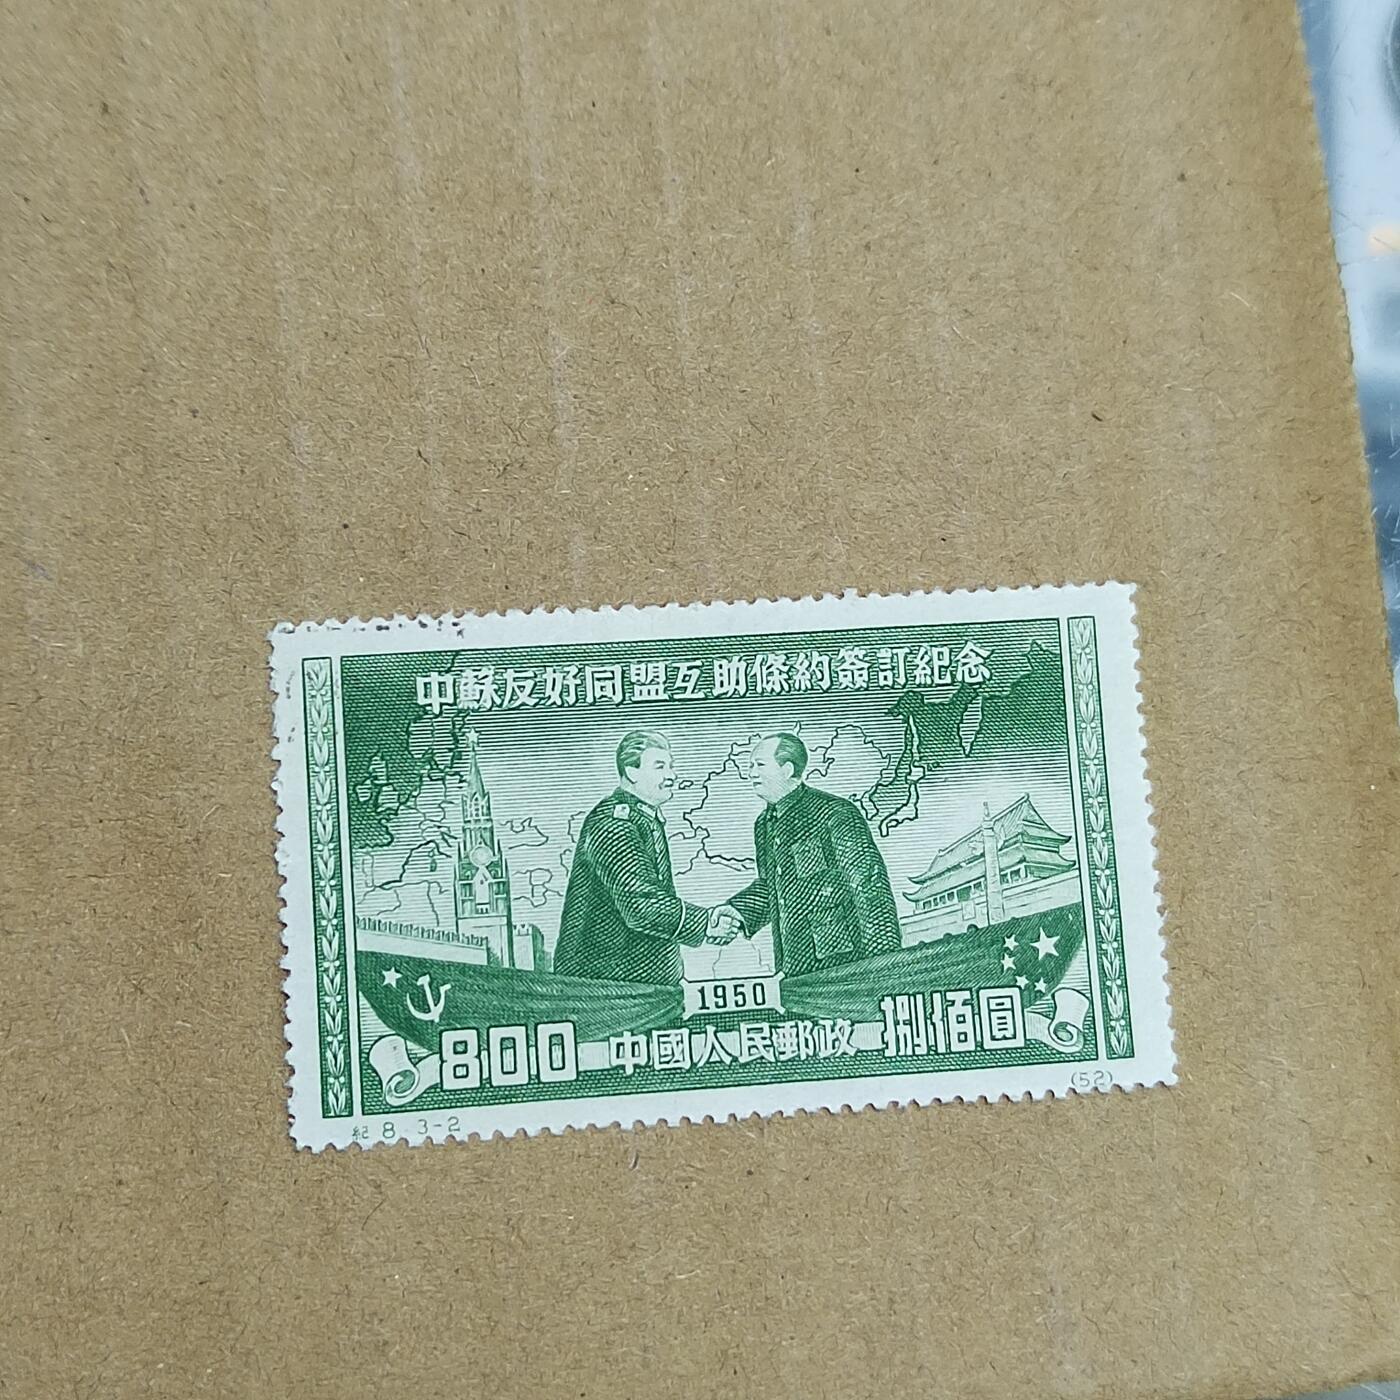 中蘇友好同盟互助條約簽訂紀念
1950
800 中國人民郵政 捌佰圓
紀 8. 3-2 (52)